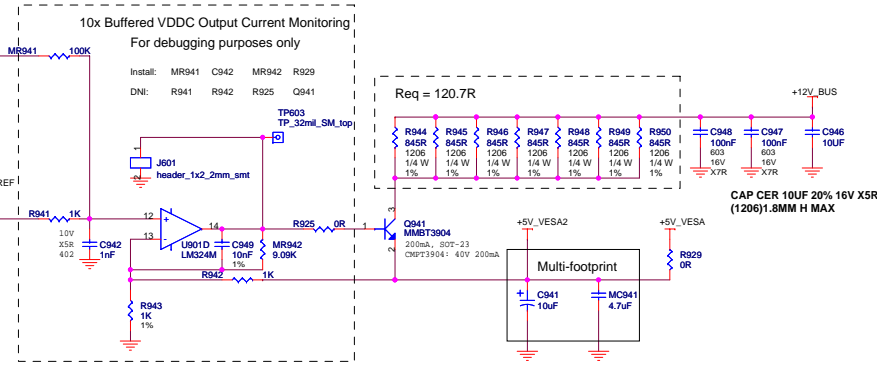 10x Buffered VDDC Output Current Monitoring
For debugging purposes only
Install: MR941 C942 MR942 R929
DNI: R941 R942 R925 Q941
MR941 100K
TP603
TP_32mil_SM_top
1
2
J601
header_1x2_2mm_smt
REF
R941 1K
10V
X5R
402
C942
1nF
12
13
14
+
-
U901D
LM324M
C949
10nF
1%
MR942
9.09K
R925 0R
R942 1K
R943
1K
1%
1
3
2
Q941
MMBT3904
200mA, SOT-23
CMPT3904: 40V 200mA
Req = 120.7R
R944
845R
1206
1/4 W
1%
R945
845R
1206
1/4 W
1%
R946
845R
1206
1/4 W
1%
R947
845R
1206
1/4 W
1%
R948
845R
1206
1/4 W
1%
R949
845R
1206
1/4 W
1%
R950
845R
1206
1/4 W
1%
+12V_BUS
C948
100nF
603
16V
X7R
C947
100nF
603
16V
X7R
C946
10UF
CAP CER 10UF 20% 16V X5R
(1206)1.8MM H MAX
+5V_VESA2
+5V_VESA
R929
0R
Multi-footprint
+
C941
10uF
MC941
4.7uF